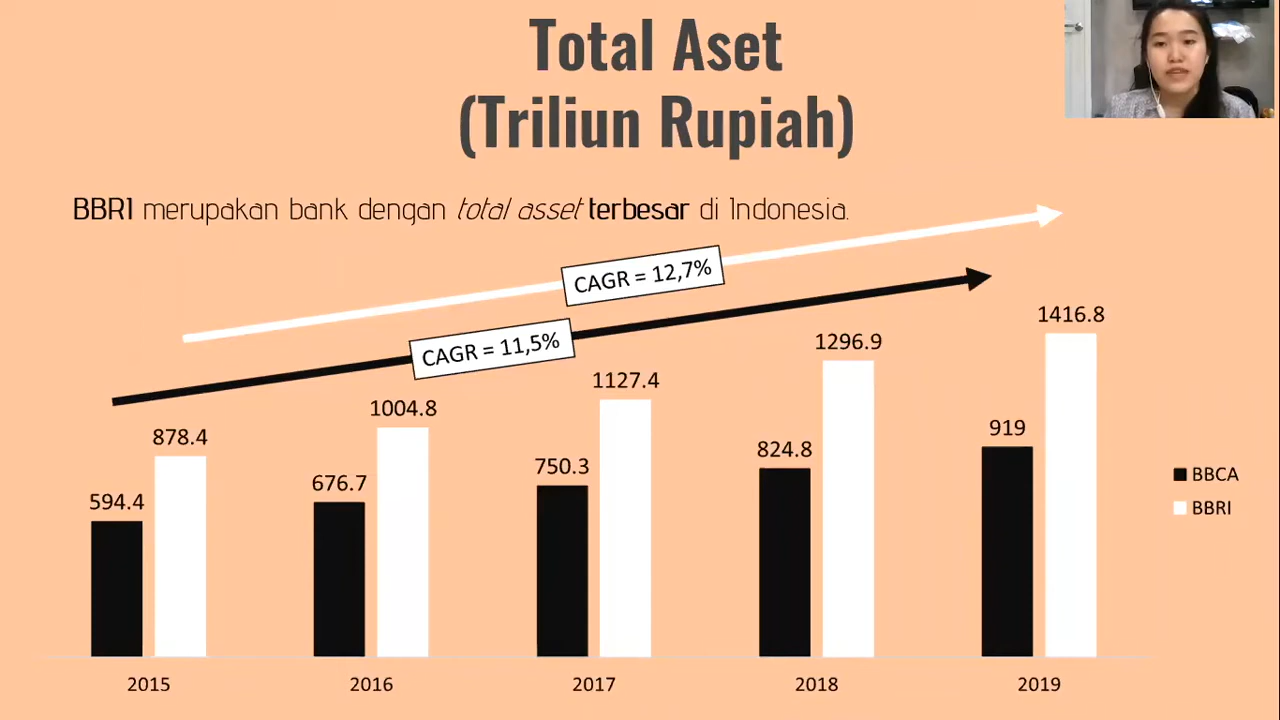 Total Aset
(Triliun Rupiah)
BBRI merupakan bank dengan total asset terbesar di Indonesia.
CAGR = 12,7%
CAGR = 11,5%
594.4
878.4
676.7
1004.8
750.3
1127.4
824.8
1296.9
919
1416.8
BBCA
BBRI
2015 2016 2017 2018 2019